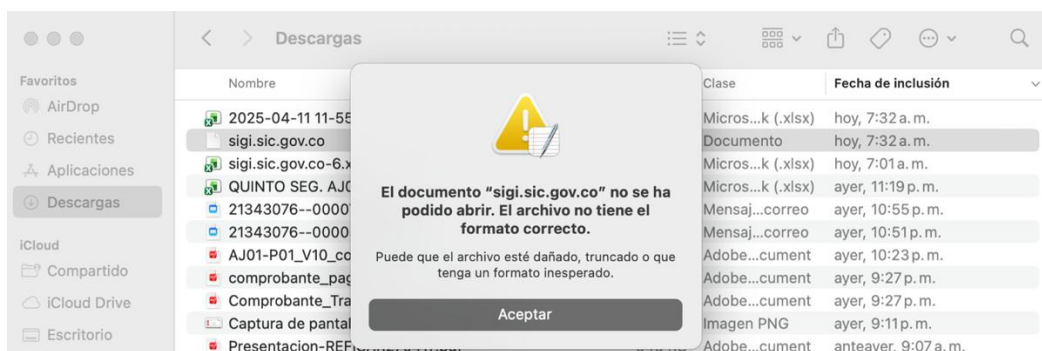 Descargas
Favoritos
AirDrop
Recientes
Aplicaciones
Descargas
iCloud
Compartido
iCloud Drive
Escritorio
Nombre Clase Fecha de inclusión
2025-04-11 11-55 Micros...k (.xlsx) hoy, 7:32 a. m.
sigi.sic.gov.co Documento hoy, 7:32 a. m.
sigi.sic.gov.co-6.x Micros...k (.xlsx) hoy, 7:01 a. m.
QUINTO SEG. AJ0 Micros...k (.xlsx) ayer, 11:19 p. m.
21343076--0000 Mensaj...correo ayer, 10:55 p. m.
21343076--0000 Mensaj...correo ayer, 10:51 p. m.
AJ01-P01_V10_co Adobe...cument ayer, 10:23 p. m.
comprobante_pag Adobe...cument ayer, 9:27 p. m.
Comprobante_Tra Adobe...cument ayer, 9:27 p. m.
Captura de pantal Imagen PNG ayer, 9:11 p. m.
Adobe...cument anteayer, 9:07 a. m.
El documento “sigi.sic.gov.co” no se ha
podido abrir. El archivo no tiene el
formato correcto.
Puede que el archivo esté dañado, truncado o que
tenga un formato inesperado.
Aceptar